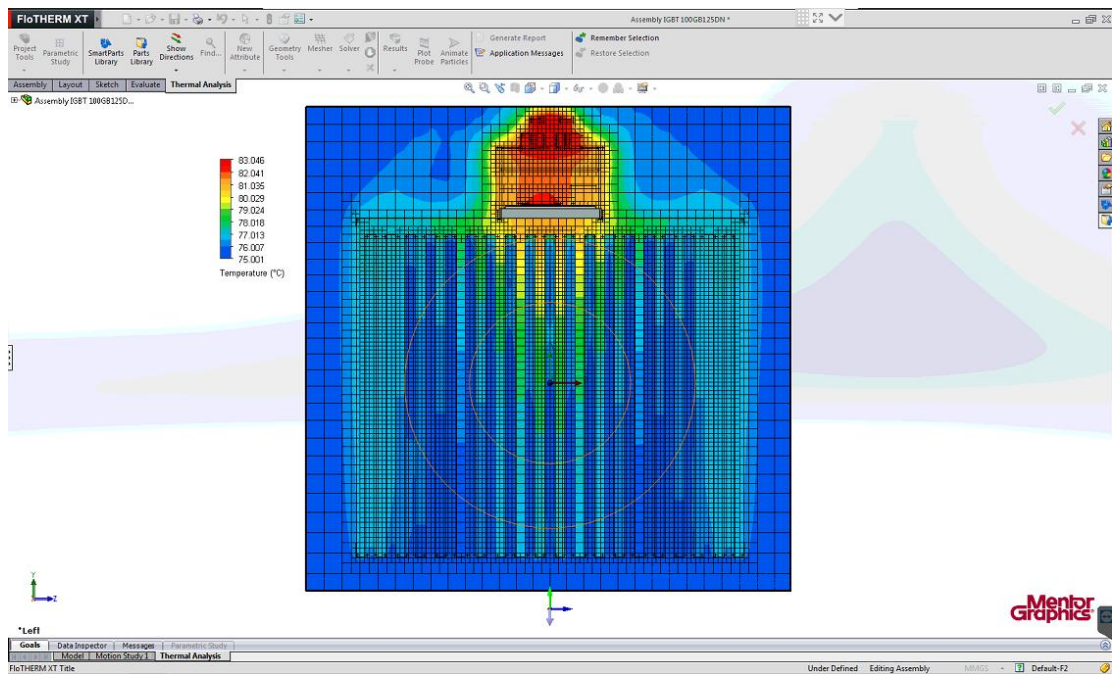 FloTHERM XT
Assembly IGBT 100GB125DN *
Project Tools
Parametric Study
SmartParts Library
Parts Library
Show Directions
Find...
New Attribute
Geometry Tools
Mesher
Solver
Results
Plot Probe
Animate Particles
Generate Report
Application Messages
Remember Selection
Restore Selection
Assembly
Layout
Sketch
Evaluate
Thermal Analysis
Assembly IGBT 100GB125D...
83.046
82.041
81.035
80.029
79.024
78.018
77.013
76.007
75.001
Temperature (°C)
Y
Z
*Left
Mentor
Graphics
Goals
Data Inspector
Messages
Parametric Study
Model
Motion Study 1
Thermal Analysis
FloTHERM XT Title
Under Defined
Editing Assembly
MMGS
Default-F2